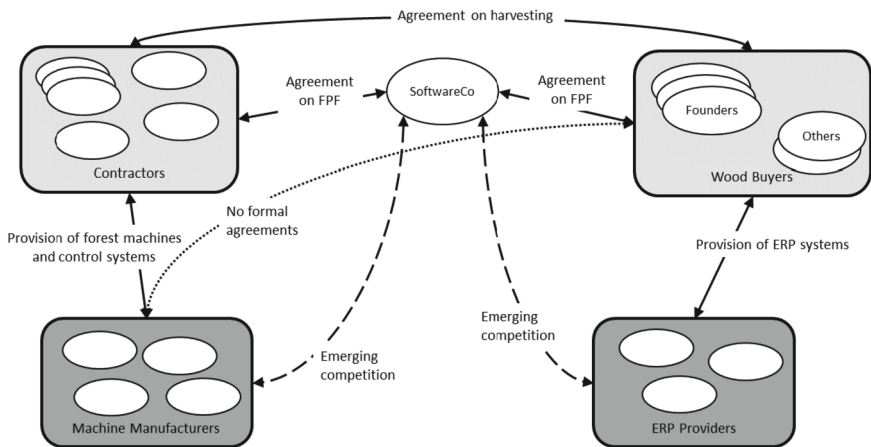 Agreement on harvesting
Agreement
on FPF
SoftwareCo
Agreement
on FPF
Founders
Others
Contractors
Wood Buyers
No formal
agreements
Provision of forest machines
and control systems
Provision of ERP systems
Emerging
competition
Emerging
competition
Machine Manufacturers
ERP Providers